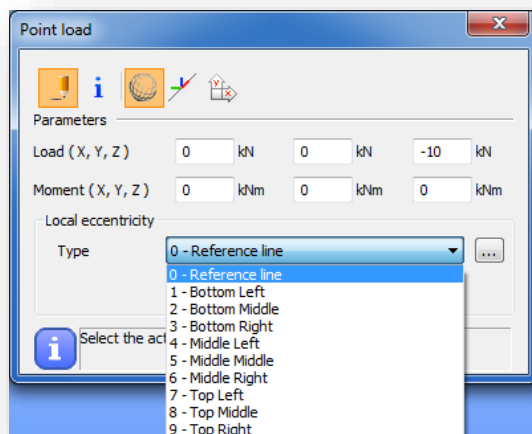 Point load
Parameters
Load ( X, Y, Z ) 0 kN 0 kN -10 kN
Moment ( X, Y, Z ) 0 kNm 0 kNm 0 kNm
Local eccentricity
Type 0 - Reference line ...
0 - Reference line
1 - Bottom Left
2 - Bottom Middle
3 - Bottom Right
4 - Middle Left
5 - Middle Middle
6 - Middle Right
7 - Top Left
8 - Top Middle
9 - Top Right
Select the act